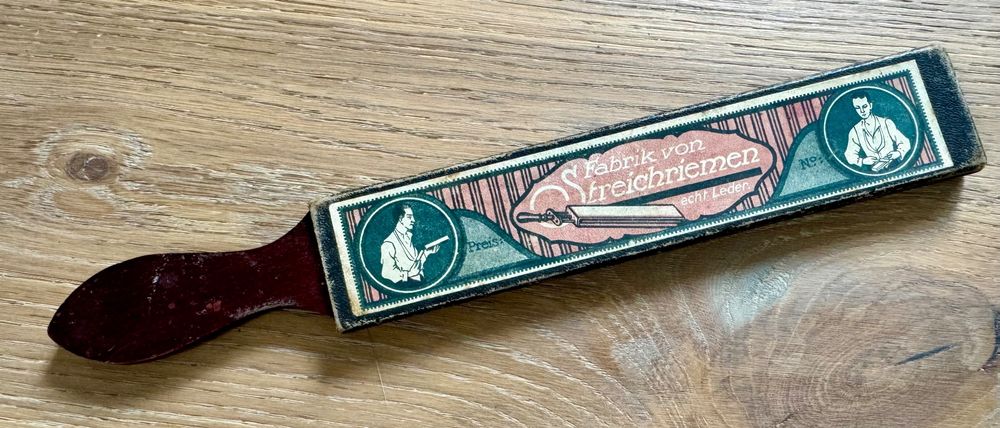 Fabrik von
Streichriemen
echt. Leder.
Preis:
No: